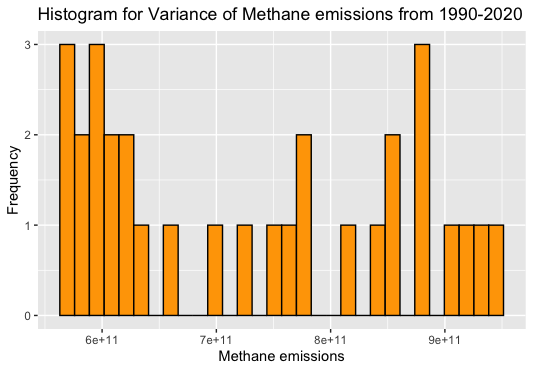 Histogram for Variance of Methane emissions from 1990-2020
3
2
1
0
Frequency
6e+11 7e+11 8e+11 9e+11
Methane emissions